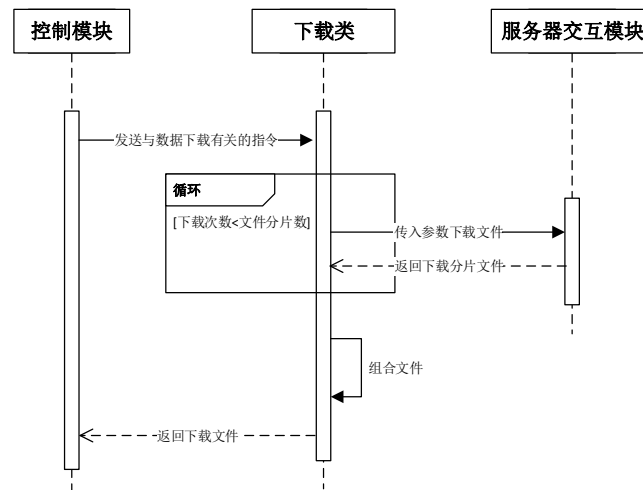 控制模块
下载类
服务器交互模块
发送与数据下载有关的指令
循环
[下载次数<文件分片数]
传入参数下载文件
返回下载分片文件
组合文件
返回下载文件